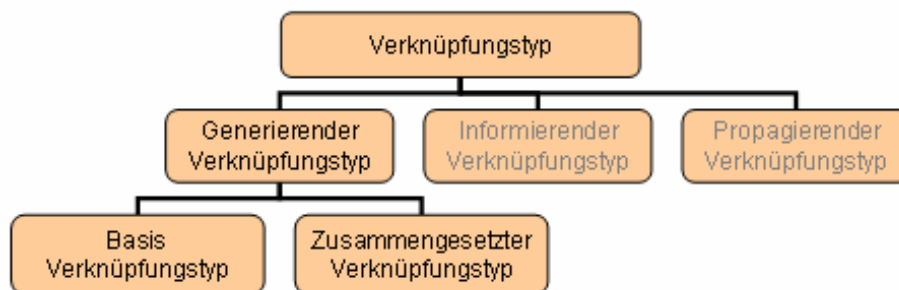 Verknüpfungstyp
Generierender
Verknüpfungstyp
Informierender
Verknüpfungstyp
Propagierender
Verknüpfungstyp
Basis
Verknüpfungstyp
Zusammengesetzter
Verknüpfungstyp